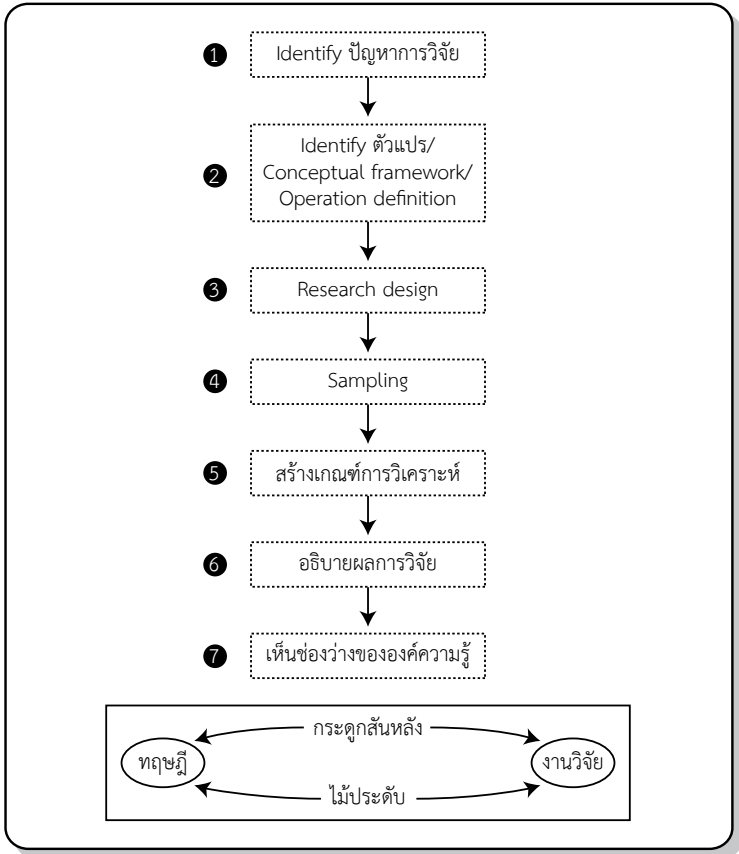 ❶ Identify ปัญหาการวิจัย
❷ Identify ตัวแปร/
Conceptual framework/
Operation definition
❸ Research design
❹ Sampling
❺ สร้างเกณฑ์การวิเคราะห์
❻ อธิบายผลการวิจัย
❼ เห็นช่องว่างขององค์ความรู้
กระดูกสันหลัง
ทฤษฎี
งานวิจัย
ไม้ประดับ